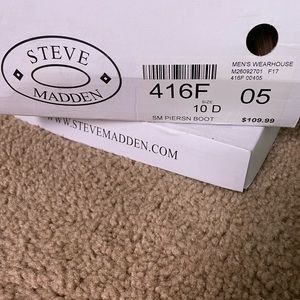 STEVE
MADDEN
MEN'S WEARHOUSE
M26092701 F17
416F 00405
416F
SIZE
10 D
05
SM PIERSN BOOT
$109.99
WWW.STEVEMADDEN.COM